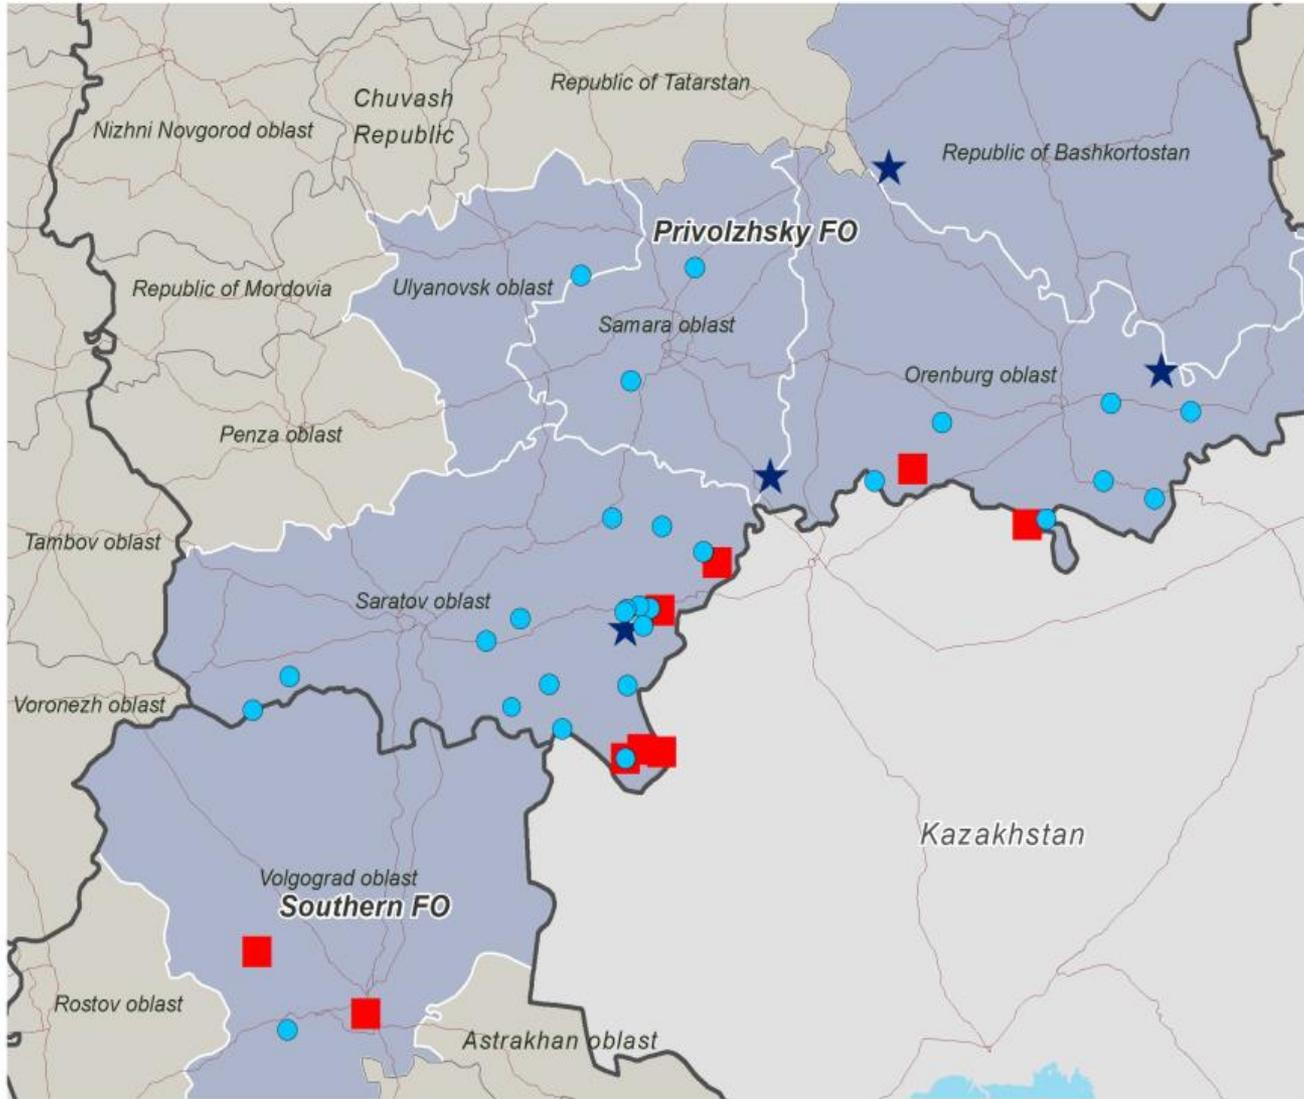 Republic of Tatarstan
Chuvash
Republic
Nizhni Novgorod oblast
Republic of Bashkortostan
Privolzhsky FO
Republic of Mordovia
Ulyanovsk oblast
Samara oblast
Orenburg oblast
Penza oblast
Tambov oblast
Saratov oblast
Voronezh oblast
Kazakhstan
Volgograd oblast
Southern FO
Rostov oblast
Astrakhan oblast